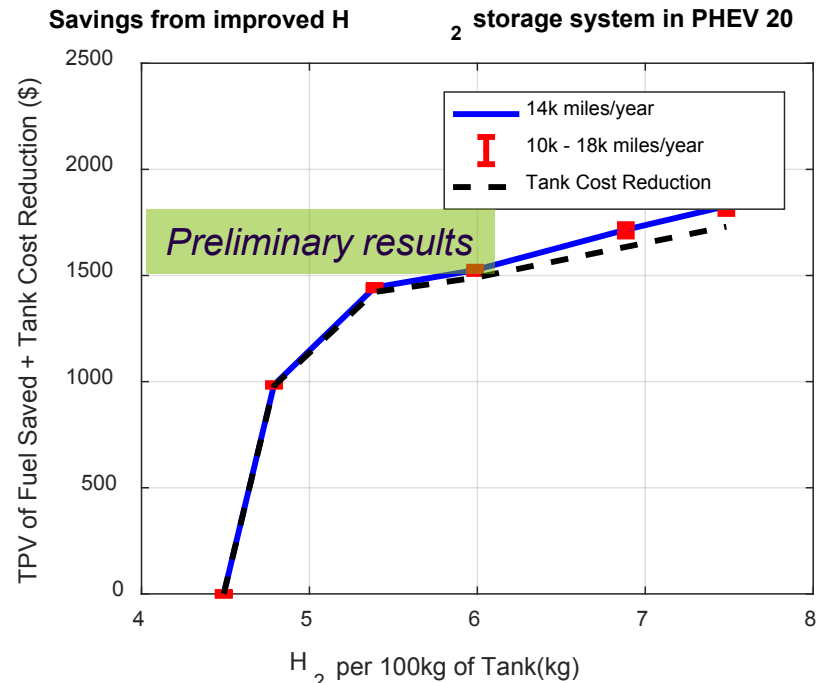 Savings from improved H₂ storage system in PHEV 20
2500
14k miles/year
10k - 18k miles/year
Tank Cost Reduction
2000
Preliminary results
1500
1000
500
0
TPV of Fuel Saved + Tank Cost Reduction ($)
4 5 6 7 8
H₂ per 100kg of Tank(kg)